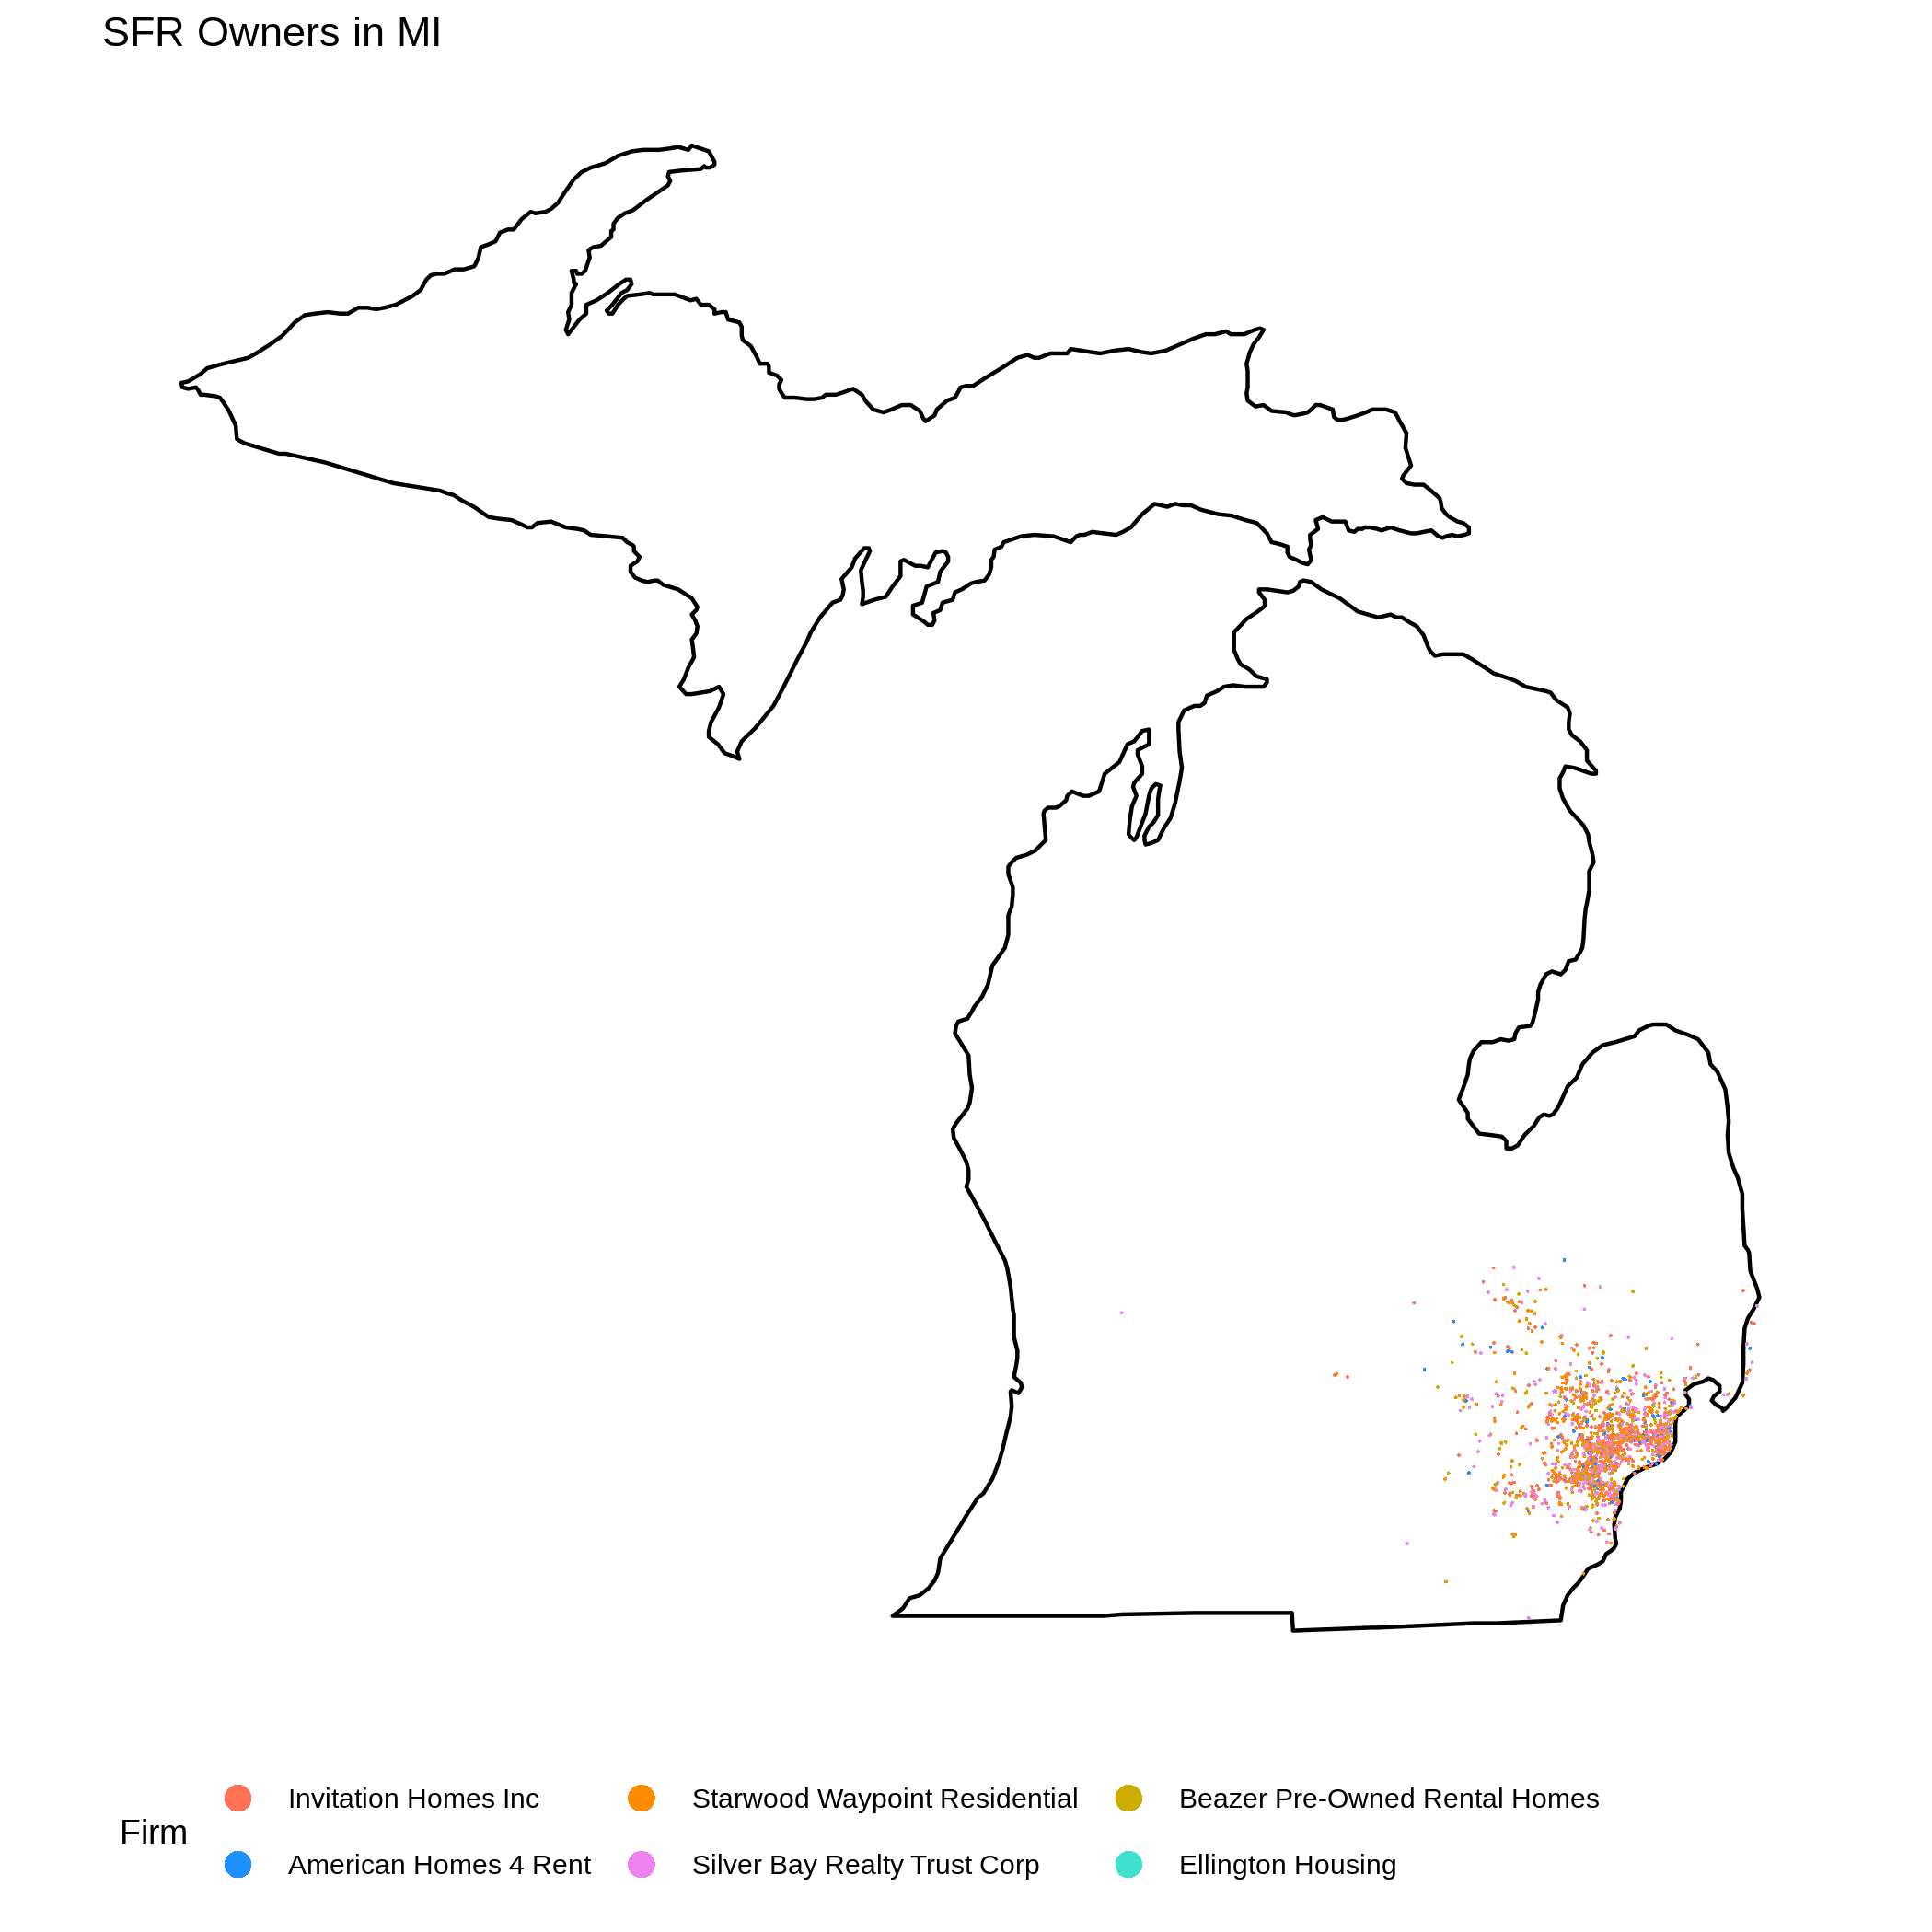 SFR Owners in MI
Firm
Invitation Homes Inc
Starwood Waypoint Residential
Beazer Pre-Owned Rental Homes
American Homes 4 Rent
Silver Bay Realty Trust Corp
Ellington Housing